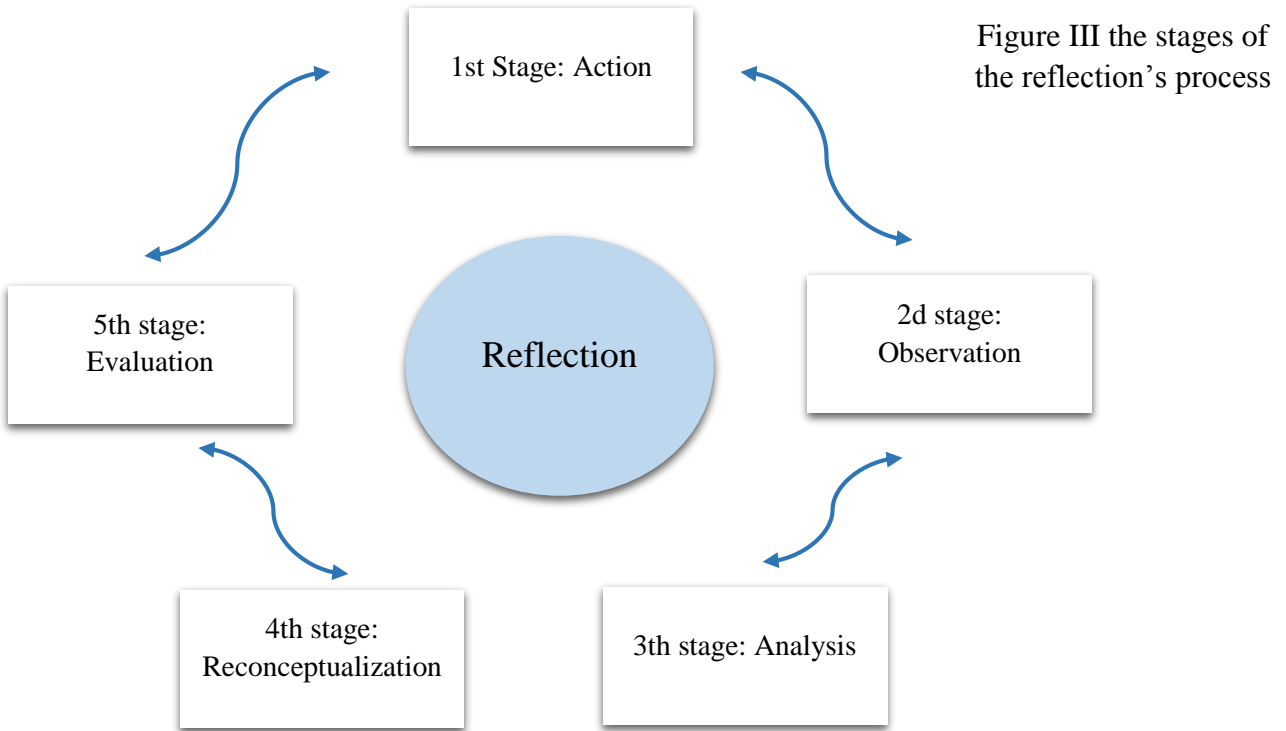 Figure III the stages of
the reflection’s process
1st Stage: Action
5th stage:
Evaluation
Reflection
2d stage:
Observation
4th stage:
Reconceptualization
3th stage: Analysis